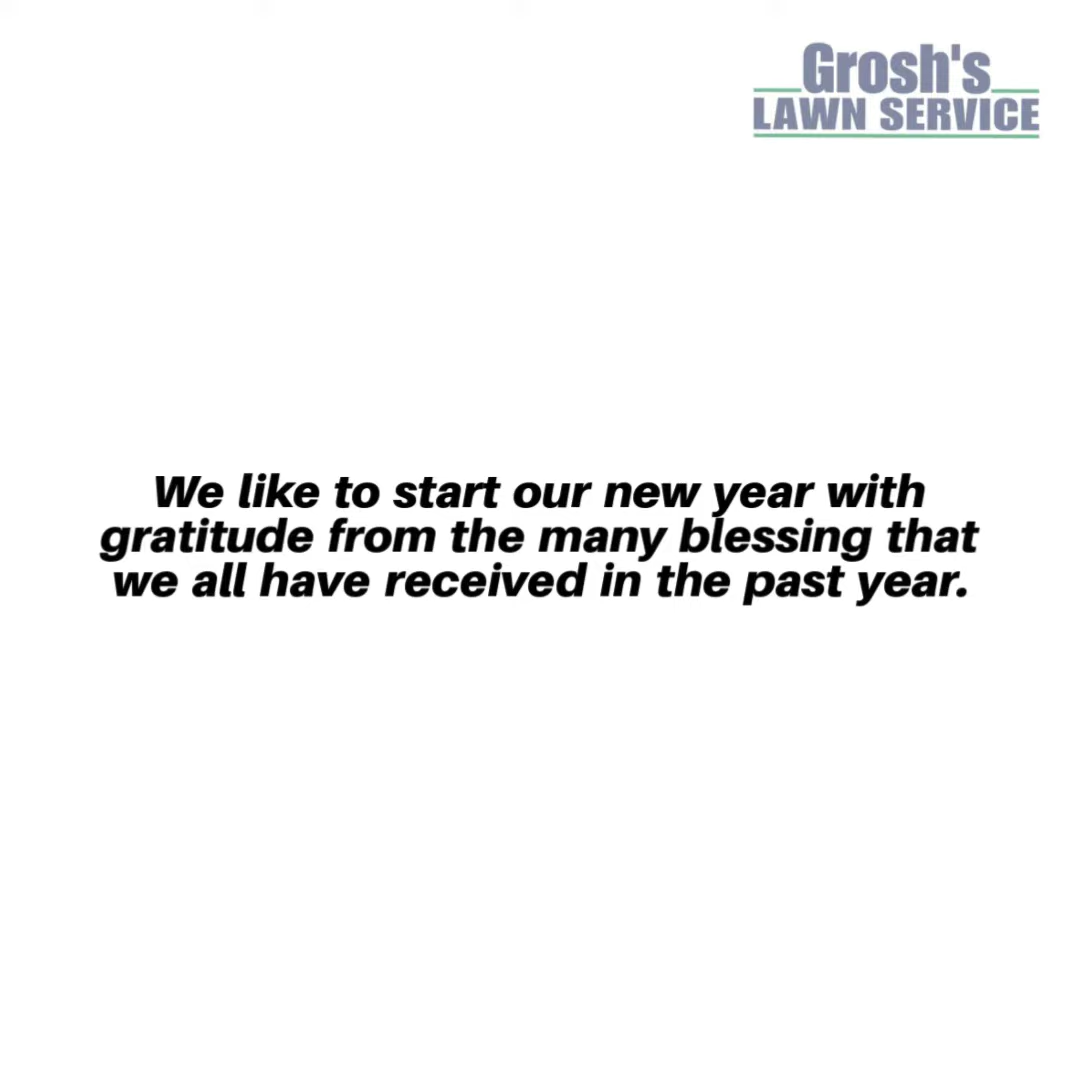 Grosh's
LAWN SERVICE
We like to start our new year with
gratitude from the many blessing that
we all have received in the past year.